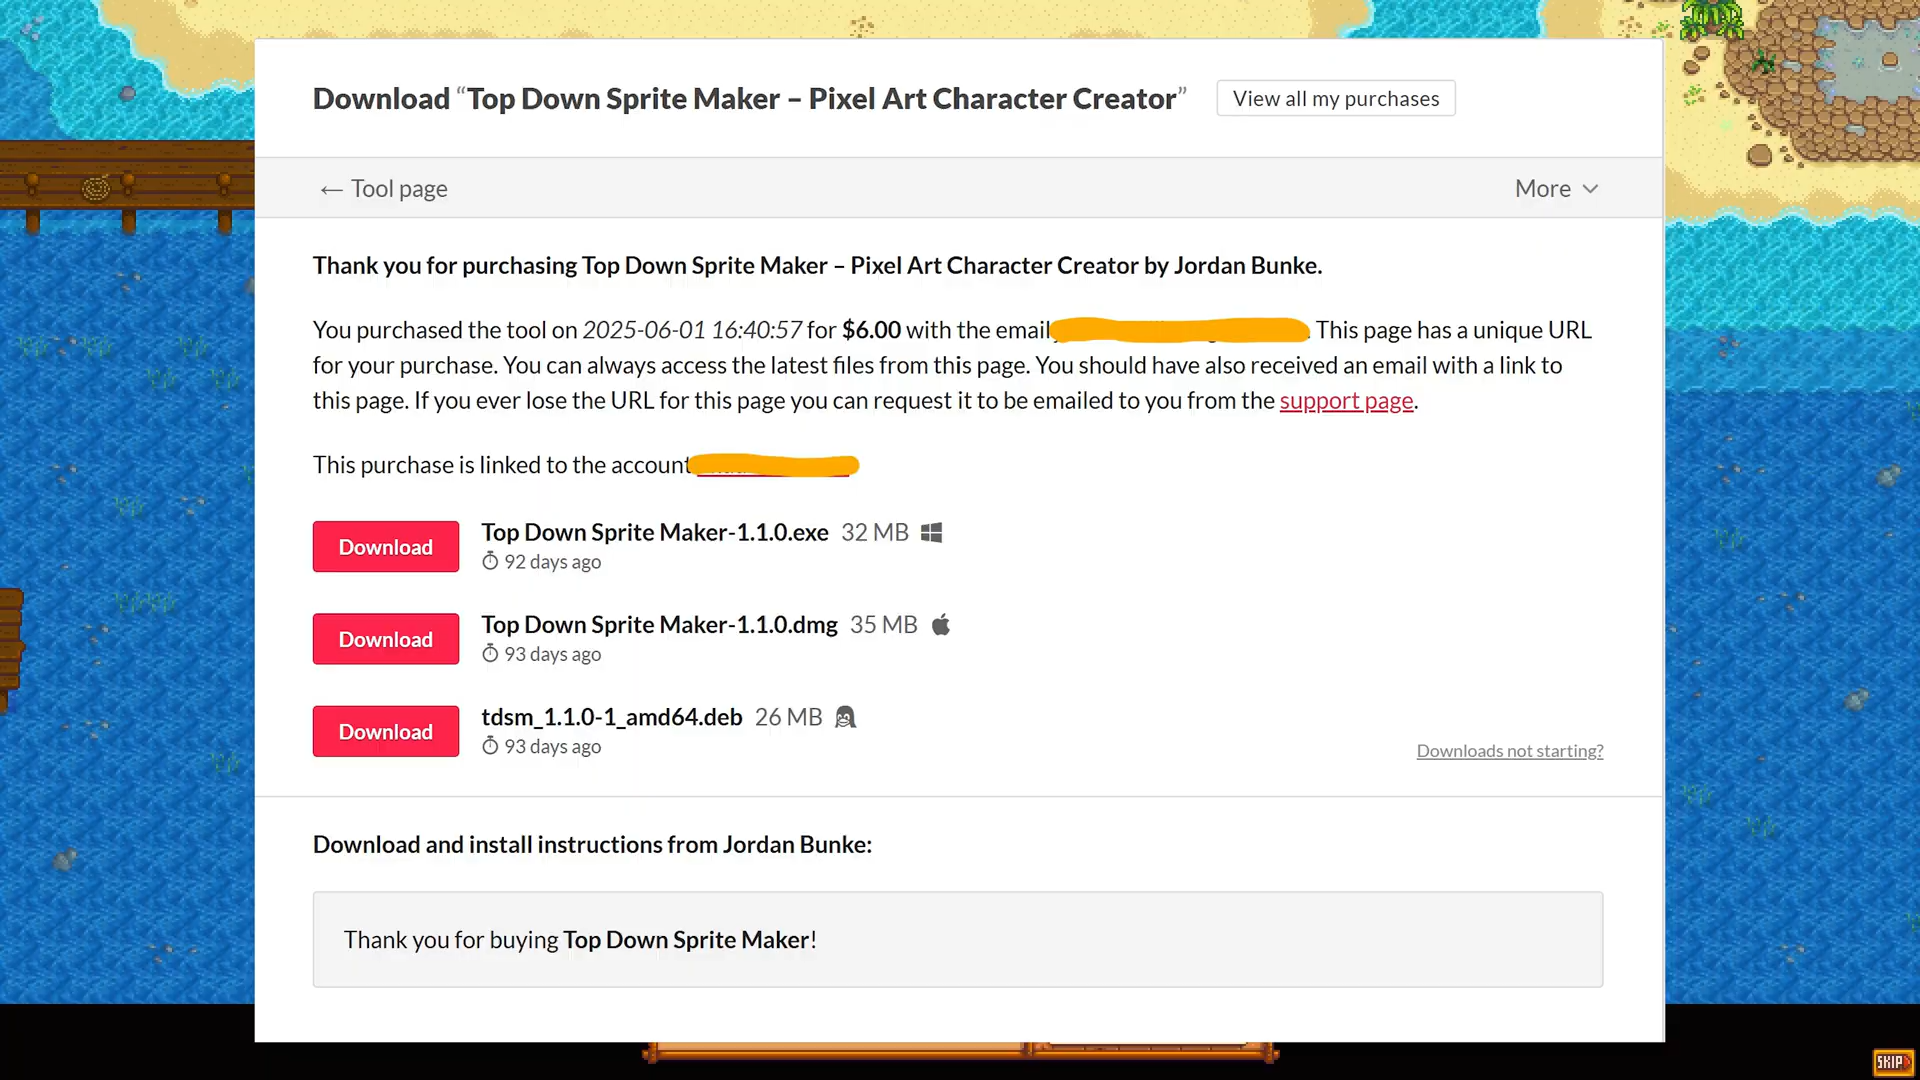 Download “Top Down Sprite Maker – Pixel Art Character Creator” View all my purchases
← Tool page More
Thank you for purchasing Top Down Sprite Maker – Pixel Art Character Creator by Jordan Bunke.
You purchased the tool on 2025-06-01 16:40:57 for $6.00 with the email . This page has a unique URL
for your purchase. You can always access the latest files from this page. You should have also received an email with a link to
this page. If you ever lose the URL for this page you can request it to be emailed to you from the support page.
This purchase is linked to the account
Download Top Down Sprite Maker-1.1.0.exe 32 MB
92 days ago
Download Top Down Sprite Maker-1.1.0.dmg 35 MB
93 days ago
Download tdsm_1.1.0-1_amd64.deb 26 MB
93 days ago
Downloads not starting?
Download and install instructions from Jordan Bunke:
Thank you for buying Top Down Sprite Maker!
SKIP